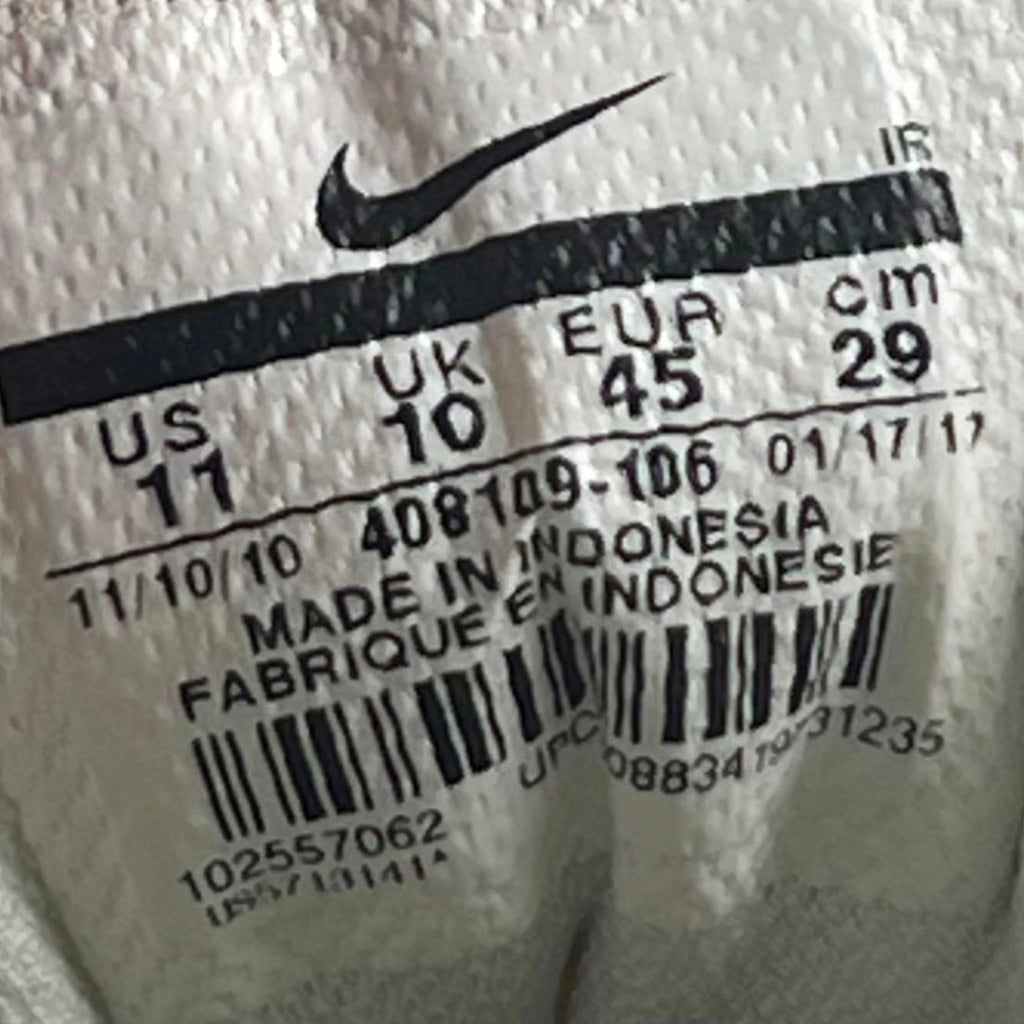 IR
US UK EUR cm
11 10 45 29
11/10/10 408109-106 01/17/17
MADE IN INDONESIA
FABRIQUE EN INDONESIE
UPC
102557062